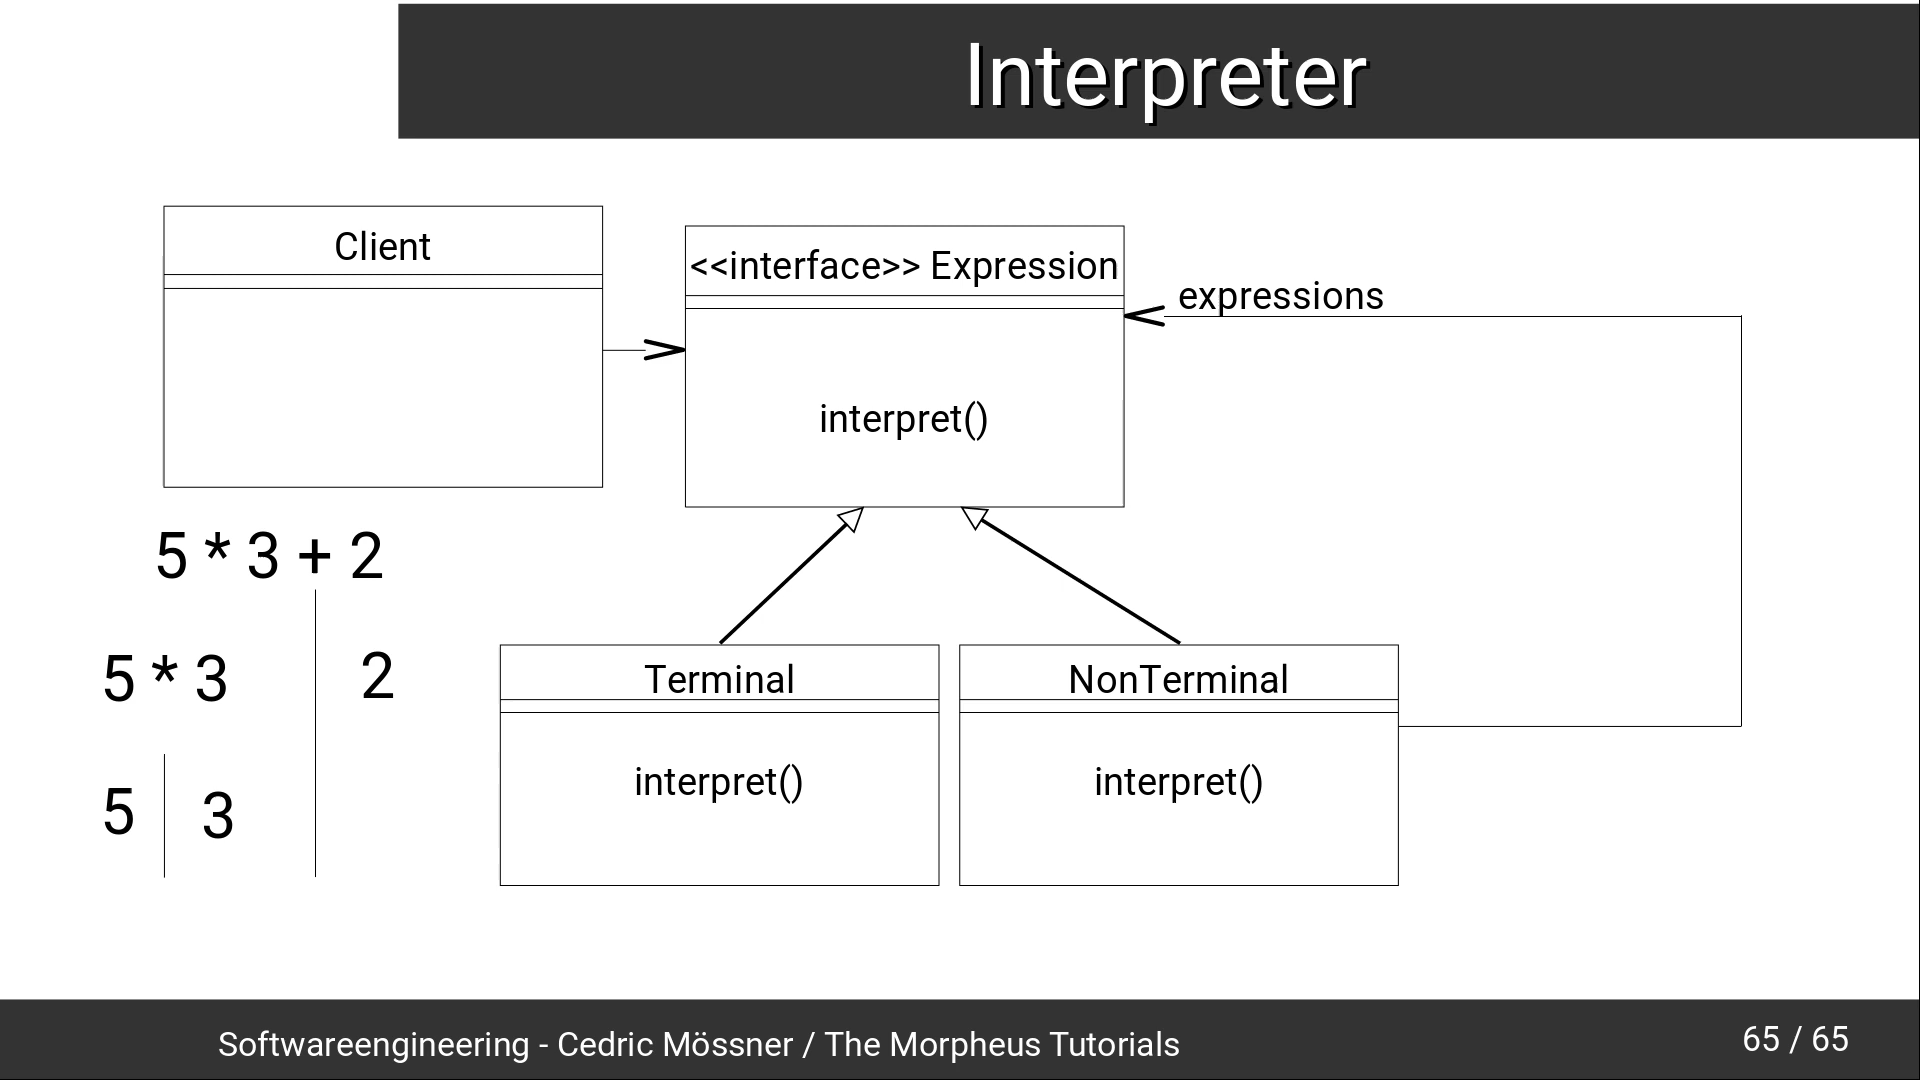 Interpreter
Client
<<interface>> Expression
expressions
interpret()
5 * 3 + 2
5 * 3
2
5
3
Terminal
interpret()
NonTerminal
interpret()
Softwareengineering - Cedric Mössner / The Morpheus Tutorials
65 / 65